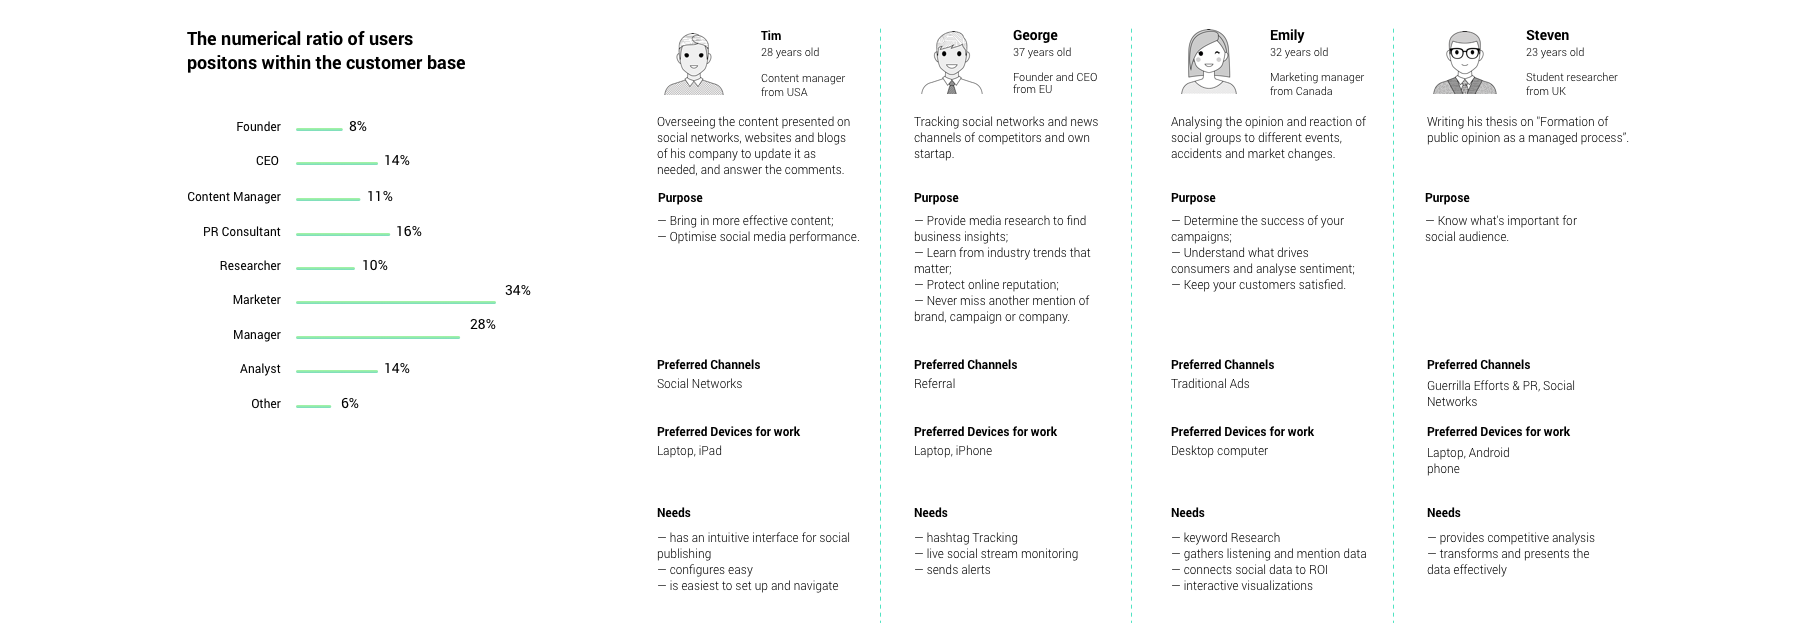 The numerical ratio of users
positons within the customer base
Founder 8%
CEO 14%
Content Manager 11%
PR Consultant 16%
Researcher 10%
Marketer 34%
Manager 28%
Analyst 14%
Other 6%
Tim
28 years old
Content manager
from USA
Overseeing the content presented on
social networks, websites and blogs
of his company to update it as
needed, and answer the comments.
Purpose
— Bring in more effective content;
— Optimise social media performance.
Preferred Channels
Social Networks
Preferred Devices for work
Laptop, iPad
Needs
— has an intuitive interface for social
publishing
— configures easy
— is easiest to set up and navigate
George
37 years old
Founder and CEO
from EU
Tracking social networks and news
channels of competitors and own
startap.
Purpose
— Provide media research to find
business insights;
— Learn from industry trends that
matter;
— Protect online reputation;
— Never miss another mention of
brand, campaign or company.
Preferred Channels
Referral
Preferred Devices for work
Laptop, iPhone
Needs
— hashtag Tracking
— live social stream monitoring
— sends alerts
Emily
32 years old
Marketing manager
from Canada
Analysing the opinion and reaction of
social groups to different events,
accidents and market changes.
Purpose
— Determine the success of your
campaigns;
— Understand what drives
consumers and analyse sentiment;
— Keep your customers satisfied.
Preferred Channels
Traditional Ads
Preferred Devices for work
Desktop computer
Needs
— keyword Research
— gathers listening and mention data
— connects social data to ROI
— interactive visualizations
Steven
23 years old
Student researcher
from UK
Writing his thesis on "Formation of
public opinion as a managed process".
Purpose
— Know what's important for
social audience.
Preferred Channels
Guerrilla Efforts & PR, Social
Networks
Preferred Devices for work
Laptop, Android
phone
Needs
— provides competitive analysis
— transforms and presents the
data effectively